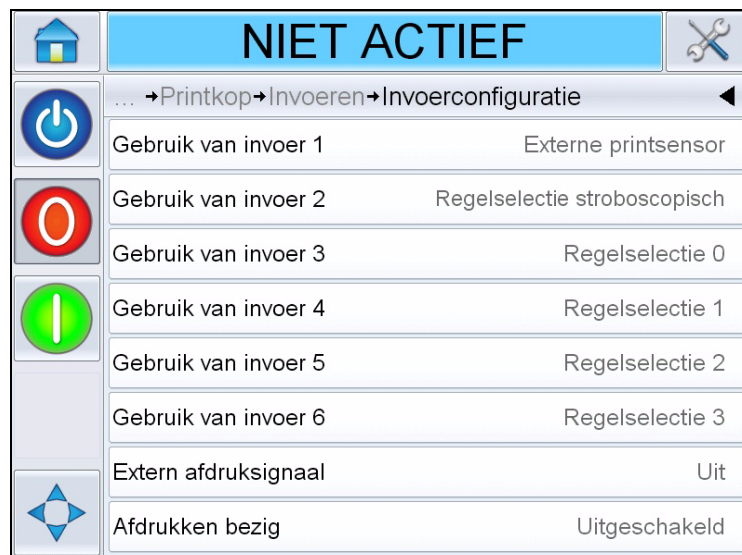 NIET ACTIEF
... →Printkop→Invoeren→Invoerconfiguratie
Gebruik van invoer 1 Externe printsensor
Gebruik van invoer 2 Regelselectie stroboscopisch
Gebruik van invoer 3 Regelselectie 0
Gebruik van invoer 4 Regelselectie 1
Gebruik van invoer 5 Regelselectie 2
Gebruik van invoer 6 Regelselectie 3
Extern afdruksignaal Uit
Afdrukken bezig Uitgeschakeld